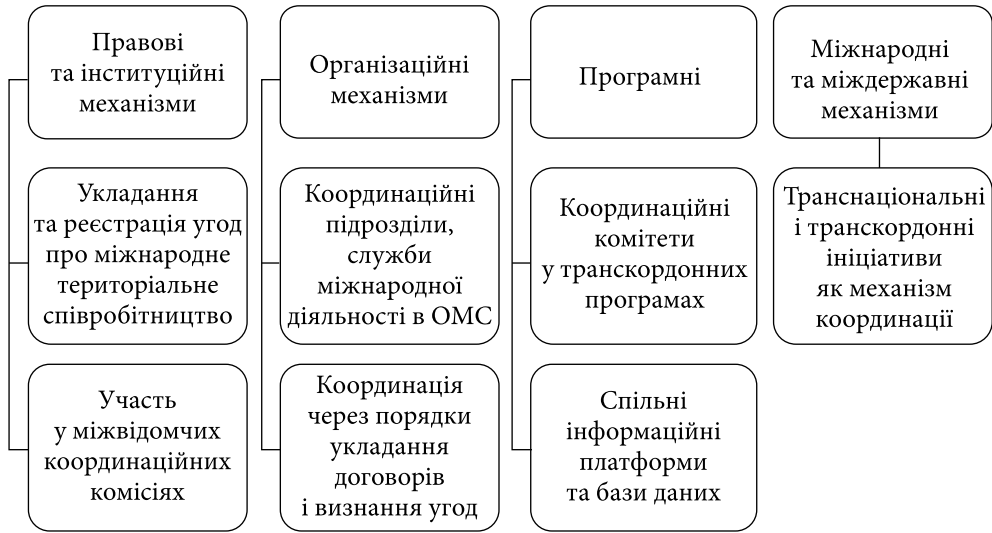 Правові
та інституційні
механізми
Укладання
та реєстрація угод
про міжнародне
територіальне
співробітництво
Участь
у міжвідомчих
координаційних
комісіях
Організаційні
механізми
Координаційні
підрозділи,
служби
міжнародної
діяльності в ОМС
Координація
через порядки
укладання
договорів
і визнання угод
Програмні
Координаційні
комітети
у транскордонних
програмах
Спільні
інформаційні
платформи
та бази даних
Міжнародні
та міждержавні
механізми
Транснаціональні
і транскордонні
ініціативи
як механізм
координації